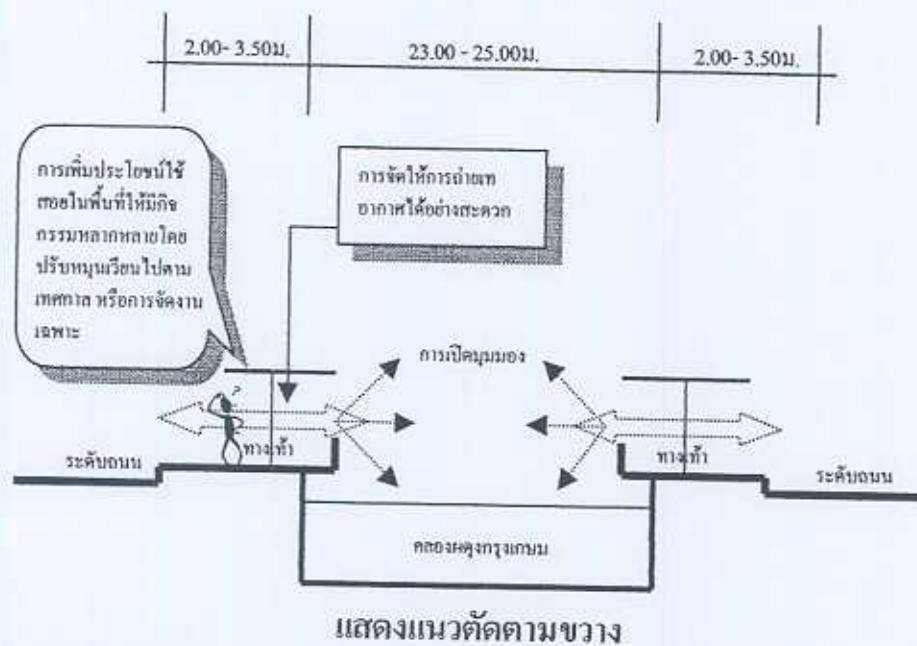 2.00- 3.50ม.
23.00 - 25.00ม.
2.00- 3.50ม.
การเพิ่มประโยชน์ใช้
สอยในพื้นที่ให้มีกิจ
กรรมหลากหลายโดย
ปรับหมุนเวียนไปตาม
เทศกาล หรือการจัดงาน
เฉพาะ
การจัดให้การถ่ายเท
อากาศได้อย่างสะดวก
การเปิดมุมมอง
?
ทางเท้า
ทางเท้า
ระดับถนน
ระดับถนน
คลองผดุงกรุงเกษม
แสดงแนวตัดตามขวาง